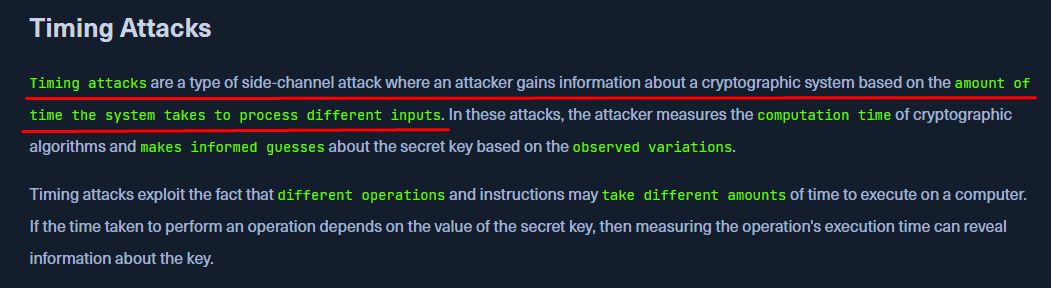 Timing Attacks
Timing attacks are a type of side-channel attack where an attacker gains information about a cryptographic system based on the amount of
time the system takes to process different inputs. In these attacks, the attacker measures the computation time of cryptographic
algorithms and makes informed guesses about the secret key based on the observed variations.
Timing attacks exploit the fact that different operations and instructions may take different amounts of time to execute on a computer.
If the time taken to perform an operation depends on the value of the secret key, then measuring the operation's execution time can reveal
information about the key.